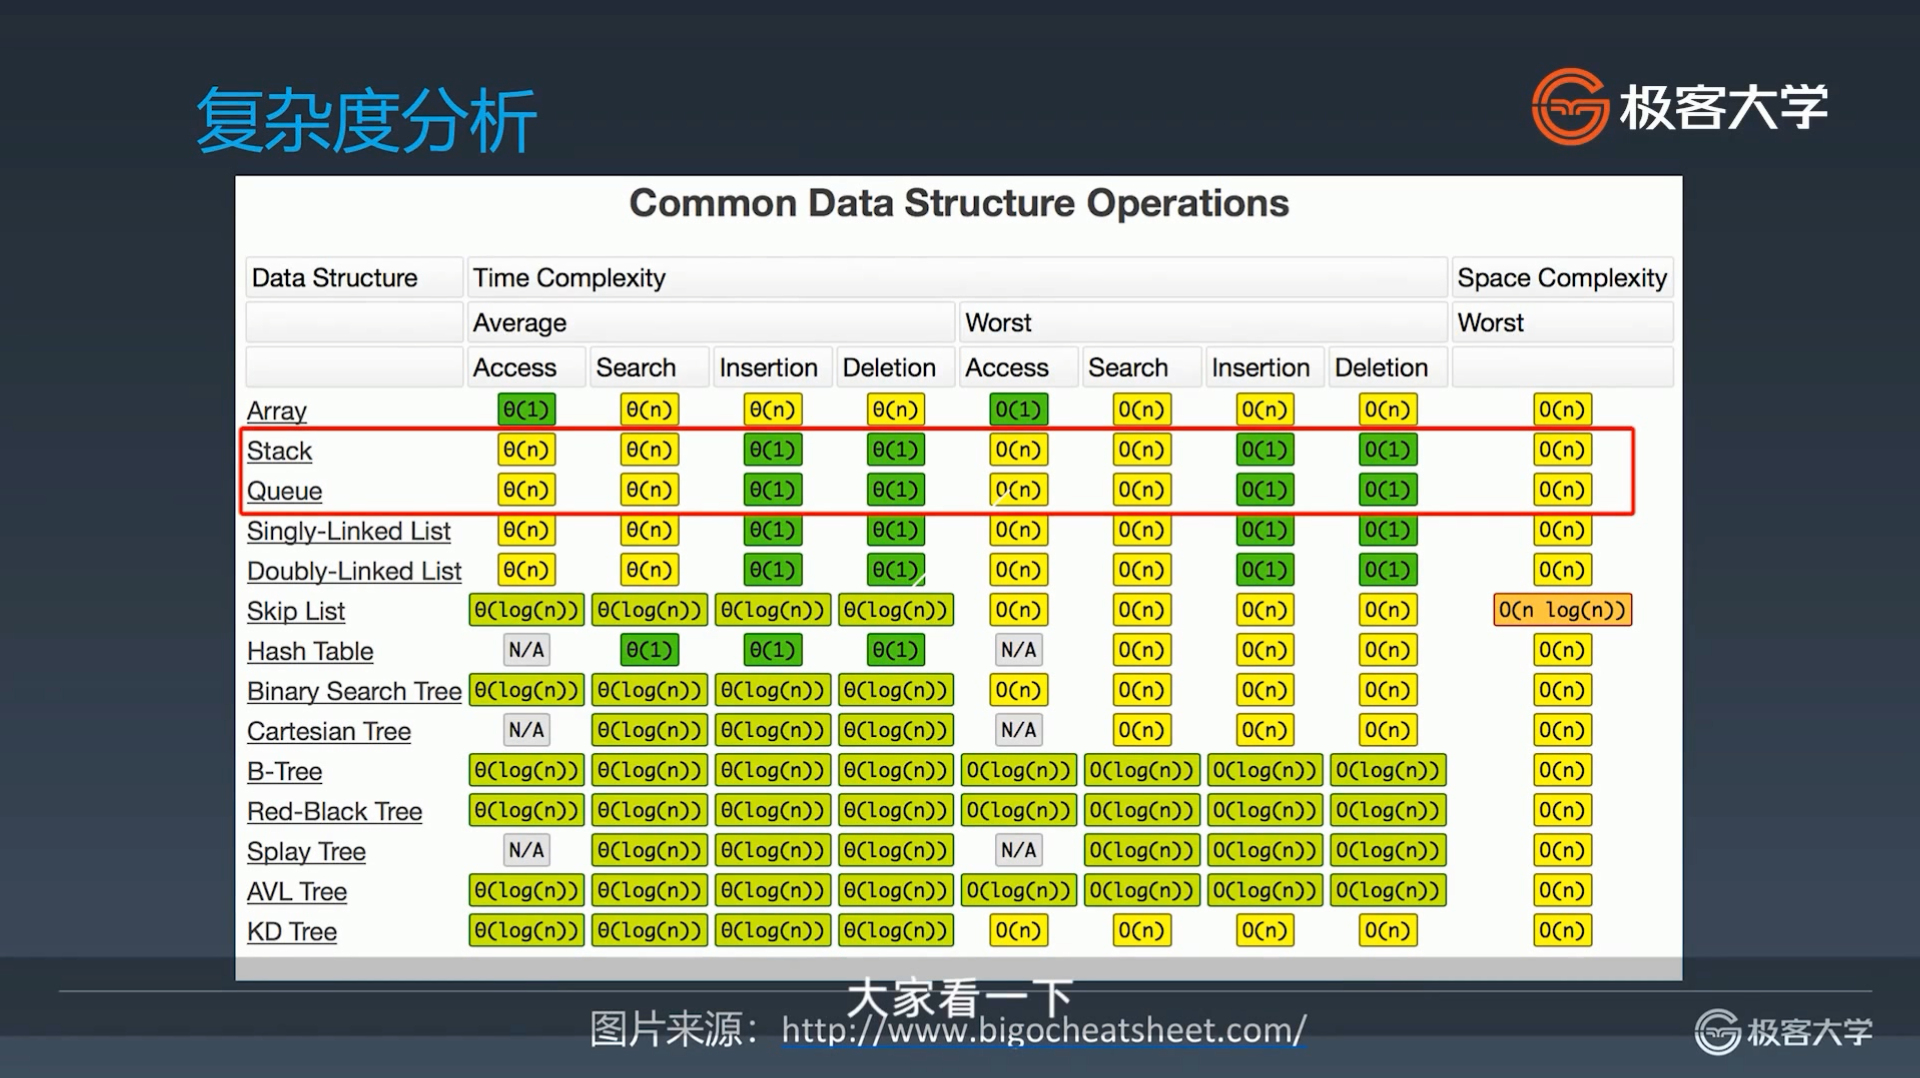 复杂度分析
极客大学
Common Data Structure Operations
Data Structure Time Complexity Space Complexity
Average Worst Worst
Access Search Insertion Deletion Access Search Insertion Deletion
Array θ(1) θ(n) θ(n) θ(n) O(1) O(n) O(n) O(n) O(n)
Stack θ(n) θ(n) θ(1) θ(1) O(n) O(n) O(1) O(1) O(n)
Queue θ(n) θ(n) θ(1) θ(1) O(n) O(n) O(1) O(1) O(n)
Singly-Linked List θ(n) θ(n) θ(1) θ(1) O(n) O(n) O(1) O(1) O(n)
Doubly-Linked List θ(n) θ(n) θ(1) θ(1) O(n) O(n) O(1) O(1) O(n)
Skip List θ(log(n)) θ(log(n)) θ(log(n)) θ(log(n)) O(n) O(n) O(n) O(n) O(n log(n))
Hash Table N/A θ(1) θ(1) θ(1) N/A O(n) O(n) O(n) O(n)
Binary Search Tree θ(log(n)) θ(log(n)) θ(log(n)) θ(log(n)) O(n) O(n) O(n) O(n) O(n)
Cartesian Tree N/A θ(log(n)) θ(log(n)) θ(log(n)) N/A O(n) O(n) O(n) O(n)
B-Tree θ(log(n)) θ(log(n)) θ(log(n)) θ(log(n)) O(log(n)) O(log(n)) O(log(n)) O(log(n)) O(n)
Red-Black Tree θ(log(n)) θ(log(n)) θ(log(n)) θ(log(n)) O(log(n)) O(log(n)) O(log(n)) O(log(n)) O(n)
Splay Tree N/A θ(log(n)) θ(log(n)) θ(log(n)) N/A O(log(n)) O(log(n)) O(log(n)) O(n)
AVL Tree θ(log(n)) θ(log(n)) θ(log(n)) θ(log(n)) O(log(n)) O(log(n)) O(log(n)) O(log(n)) O(n)
KD Tree θ(log(n)) θ(log(n)) θ(log(n)) θ(log(n)) O(n) O(n) O(n) O(n) O(n)
大家看一下
图片来源：http://www.bigocheatsheet.com/
极客大学